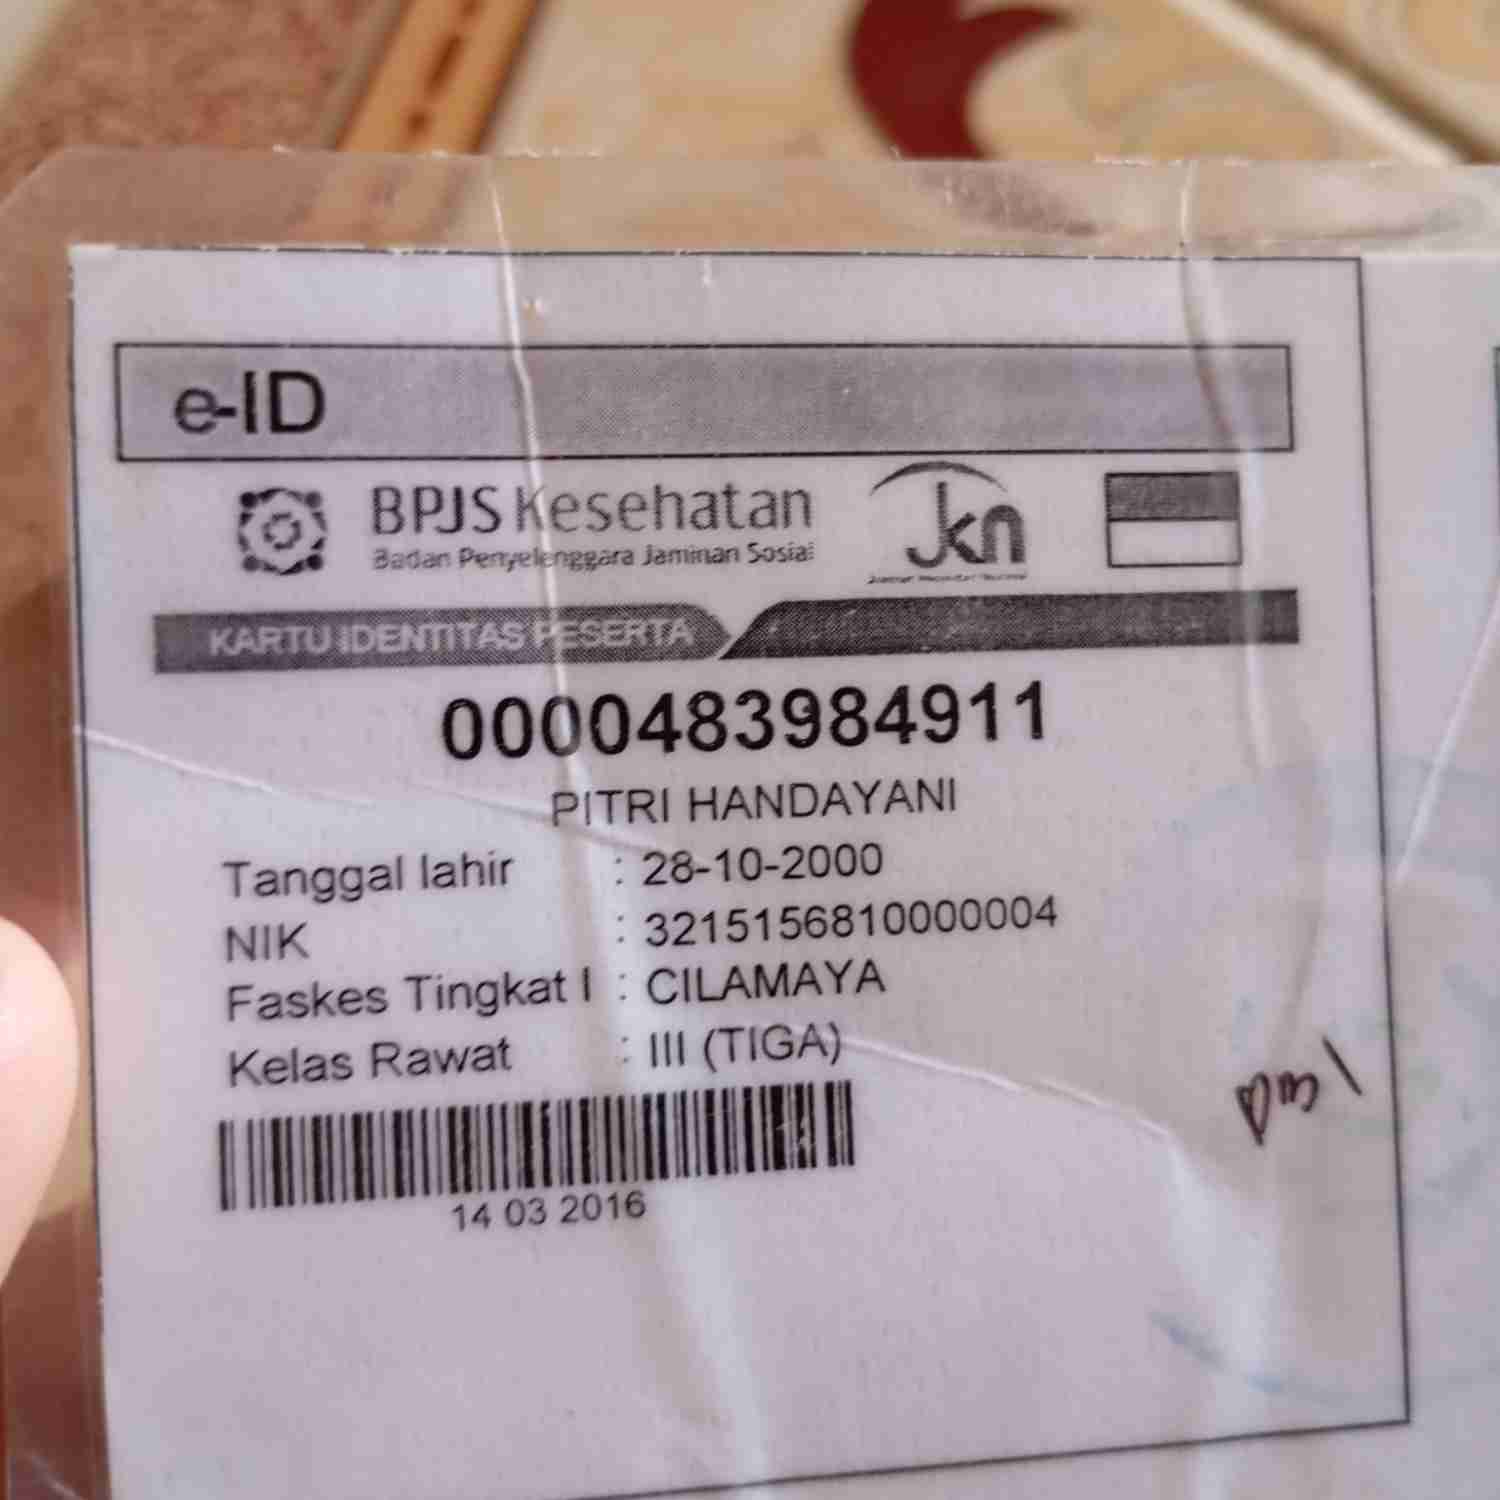 e-ID
BPJS Kesehatan
Badan Penyelenggara Jaminan Sosial
Jkn
KARTU IDENTITAS PESERTA
0000483984911
PITRI HANDAYANI
Tanggal lahir : 28-10-2000
NIK : 3215156810000004
Faskes Tingkat I : CILAMAYA
Kelas Rawat : III (TIGA)
14 03 2016